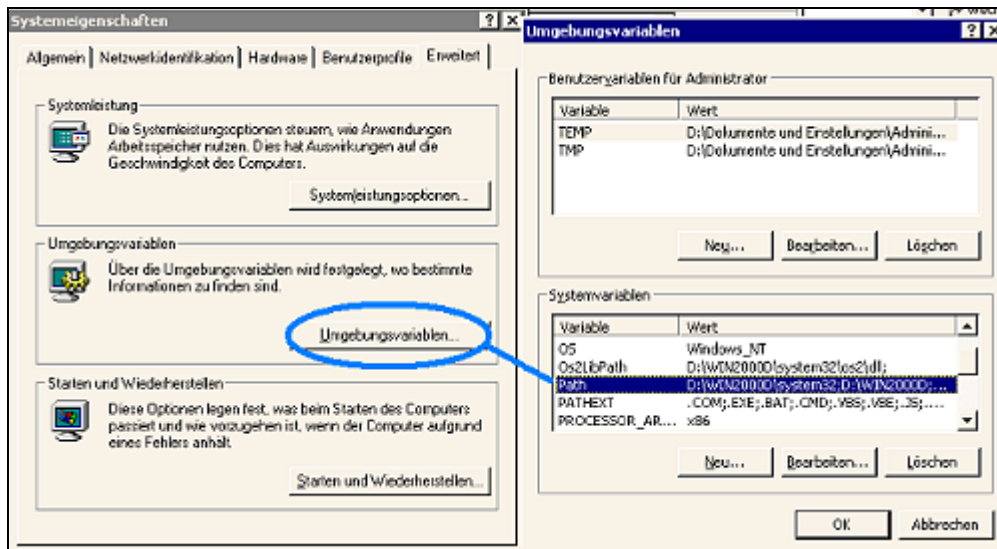 Systemeigenschaften
Allgemein Netzwerkidentifikation Hardware Benutzerprofile Erweitert
Systemleistung
Die Systemleistungsoptionen steuern, wie Anwendungen
Arbeitsspeicher nutzen. Dies hat Auswirkungen auf die
Geschwindigkeit des Computers.
Systemleistungsoptionen...
Umgebungsvariablen
Über die Umgebungsvariablen wird festgelegt, wo bestimmte
Informationen zu finden sind.
Umgebungsvariablen...
Starten und Wiederherstellen
Diese Optionen legen fest, was beim Starten des Computers
passiert und wie vorzugehen ist, wenn der Computer aufgrund
eines Fehlers anhält.
Starten und Wiederherstellen...
Umgebungsvariablen
Benutzervariablen für Administrator
Variable Wert
TEMP D:\Dokumente und Einstellungen\Admini...
TMP D:\Dokumente und Einstellungen\Admini...
Neu... Bearbeiten... Löschen
Systemvariablen
Variable Wert
OS Windows_NT
Os2LibPath D:\WIN2000D\system32\os2\dll;
Path D:\WIN2000D\system32;D:\WIN2000D;...
PATHEXT .COM;.EXE;.BAT;.CMD;.VBS;.VBE;.JS;....
PROCESSOR_AR... x86
Neu... Bearbeiten... Löschen
OK Abbrechen